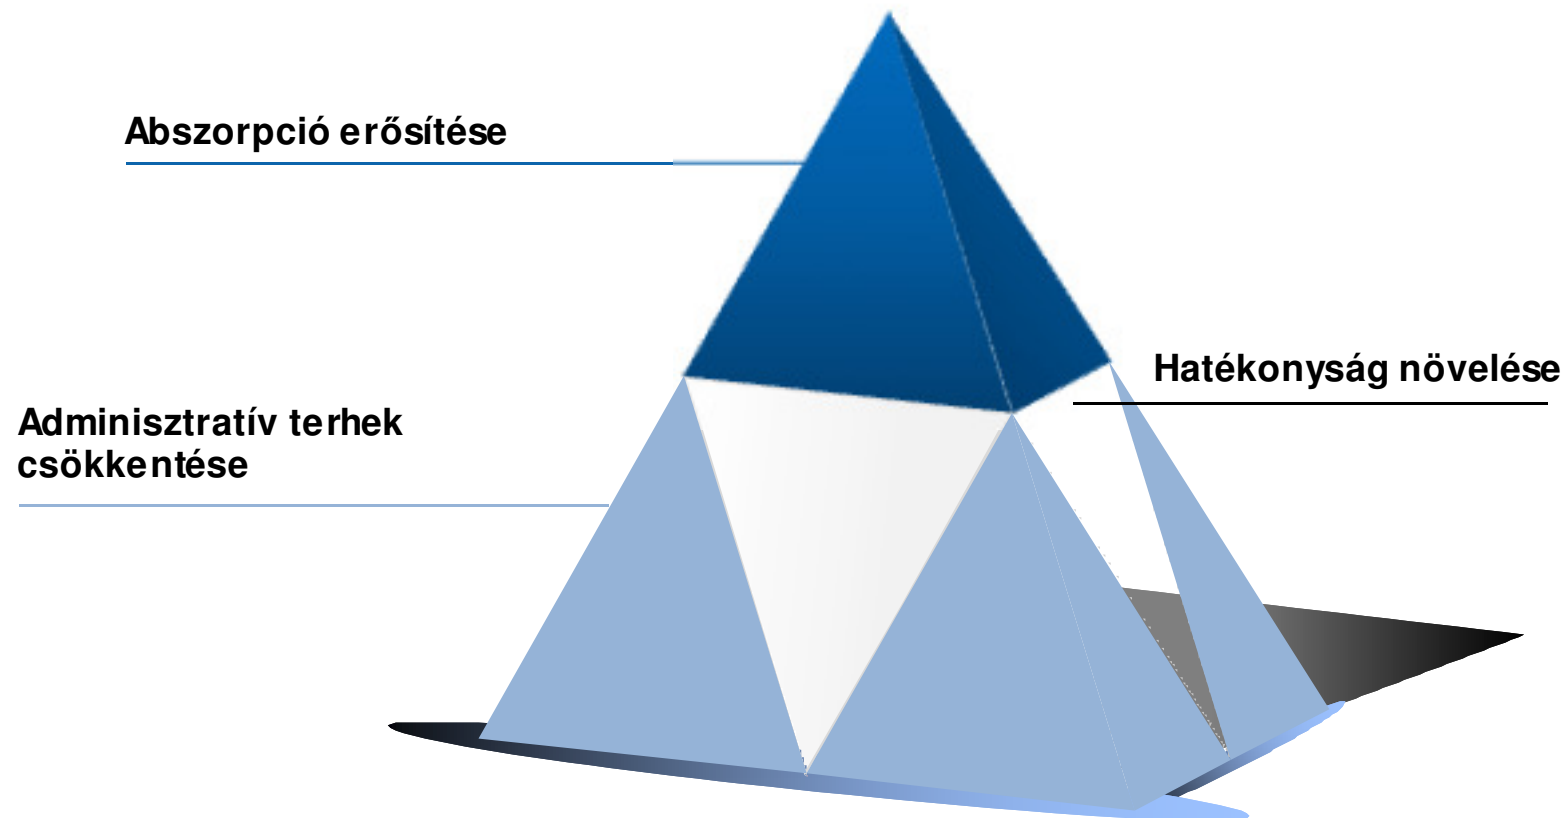 Abszorpció erősítése
Hatékonyság növelése
Adminisztratív terhek
csökkentése